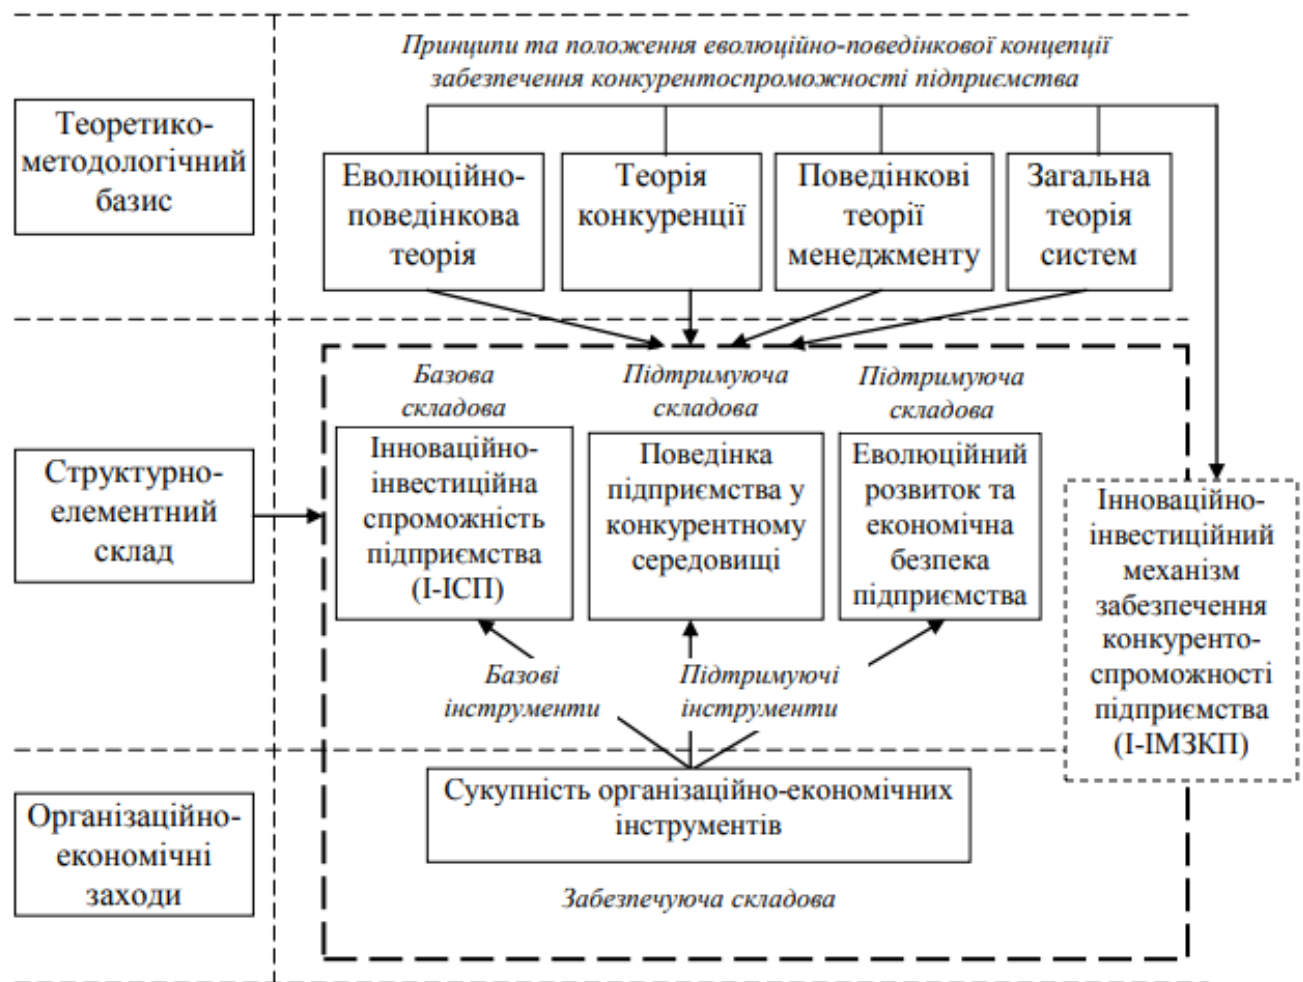 Принципи та положення еволюційно-поведінкової концепції
забезпечення конкурентоспроможності підприємства
Теоретико-
методологічний
базис
Еволюційно-
поведінкова
теорія
Теорія
конкуренції
Поведінкові
теорії
менеджменту
Загальна
теорія
систем
Структурно-
елементний
склад
Базова
складова
Інноваційно-
інвестиційна
спроможність
підприємства
(І-ІСП)
Підтримуюча
складова
Поведінка
підприємства у
конкурентному
середовищі
Підтримуюча
складова
Еволюційний
розвиток та
економічна
безпека
підприємства
Інноваційно-
інвестиційний
механізм
забезпечення
конкуренто-
спроможності
підприємства
(І-ІМЗКП)
Базові
інструменти
Підтримуючі
інструменти
Організаційно-
економічні
заходи
Сукупність організаційно-економічних
інструментів
Забезпечуюча складова